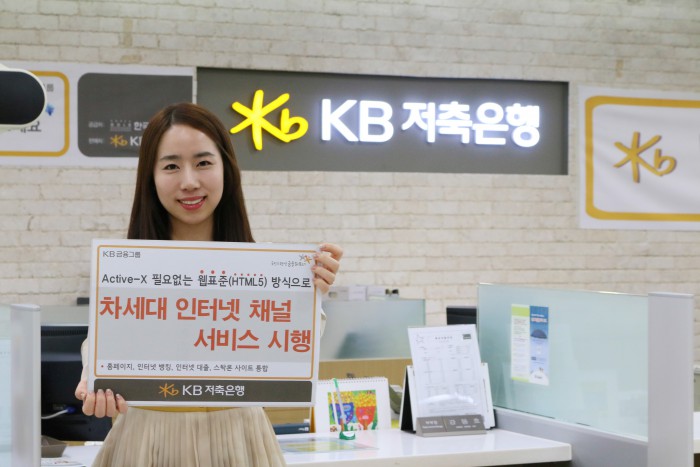 KB 저축은행
KB금융그룹
Active-X 필요없는 웹표준(HTML5) 방식으로
차세대 인터넷 채널
서비스 시행
• 홈페이지, 인터넷 뱅킹, 인터넷 대출, 스탁론 사이트 통합
KB 저축은행